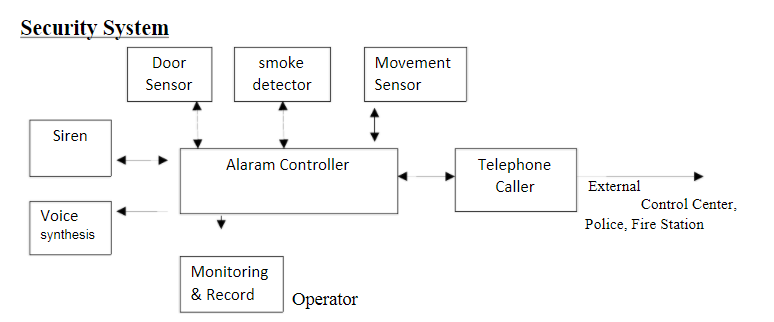 Security System
Door
Sensor
smoke
detector
Movement
Sensor
Siren
Alaram Controller
Telephone
Caller
External
Control Center,
Police, Fire Station
Voice
synthesis
Monitoring
& Record
Operator